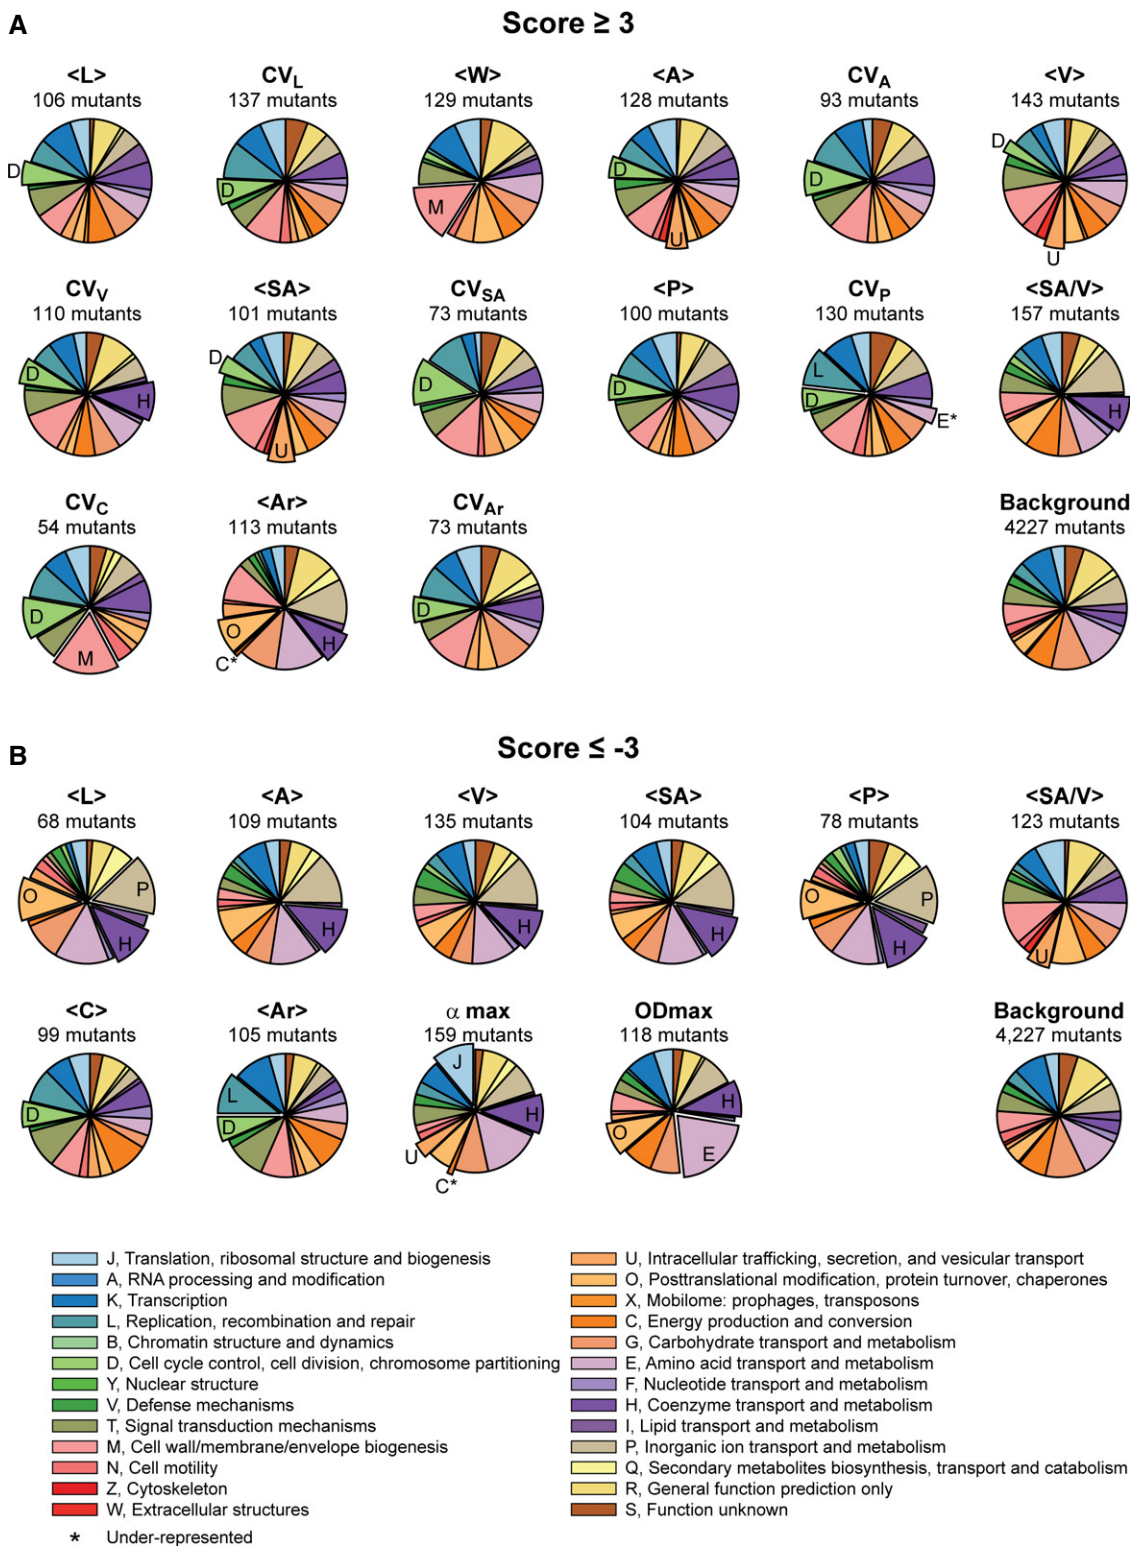 A
Score ≥ 3
<L> CV_L <W> <A> CV_A <V>
106 mutants 137 mutants 129 mutants 128 mutants 93 mutants 143 mutants
D D M D U D D U
CV_V <SA> CV_SA <P> CV_P <SA/V>
110 mutants 101 mutants 73 mutants 100 mutants 130 mutants 157 mutants
D H D U D D L D E* H
CV_C <Ar> CV_Ar Background
54 mutants 113 mutants 73 mutants 4227 mutants
D M O C* H D
B
Score ≤ -3
<L> <A> <V> <SA> <P> <SA/V>
68 mutants 109 mutants 135 mutants 104 mutants 78 mutants 123 mutants
O P H H H H O P H U
<C> <Ar> α max ODmax Background
99 mutants 105 mutants 159 mutants 118 mutants 4,227 mutants
D L D J H U C* H O E
J, Translation, ribosomal structure and biogenesis
A, RNA processing and modification
K, Transcription
L, Replication, recombination and repair
B, Chromatin structure and dynamics
D, Cell cycle control, cell division, chromosome partitioning
Y, Nuclear structure
V, Defense mechanisms
T, Signal transduction mechanisms
M, Cell wall/membrane/envelope biogenesis
N, Cell motility
Z, Cytoskeleton
W, Extracellular structures
* Under-represented
U, Intracellular trafficking, secretion, and vesicular transport
O, Posttranslational modification, protein turnover, chaperones
X, Mobilome: prophages, transposons
C, Energy production and conversion
G, Carbohydrate transport and metabolism
E, Amino acid transport and metabolism
F, Nucleotide transport and metabolism
H, Coenzyme transport and metabolism
I, Lipid transport and metabolism
P, Inorganic ion transport and metabolism
Q, Secondary metabolites biosynthesis, transport and catabolism
R, General function prediction only
S, Function unknown